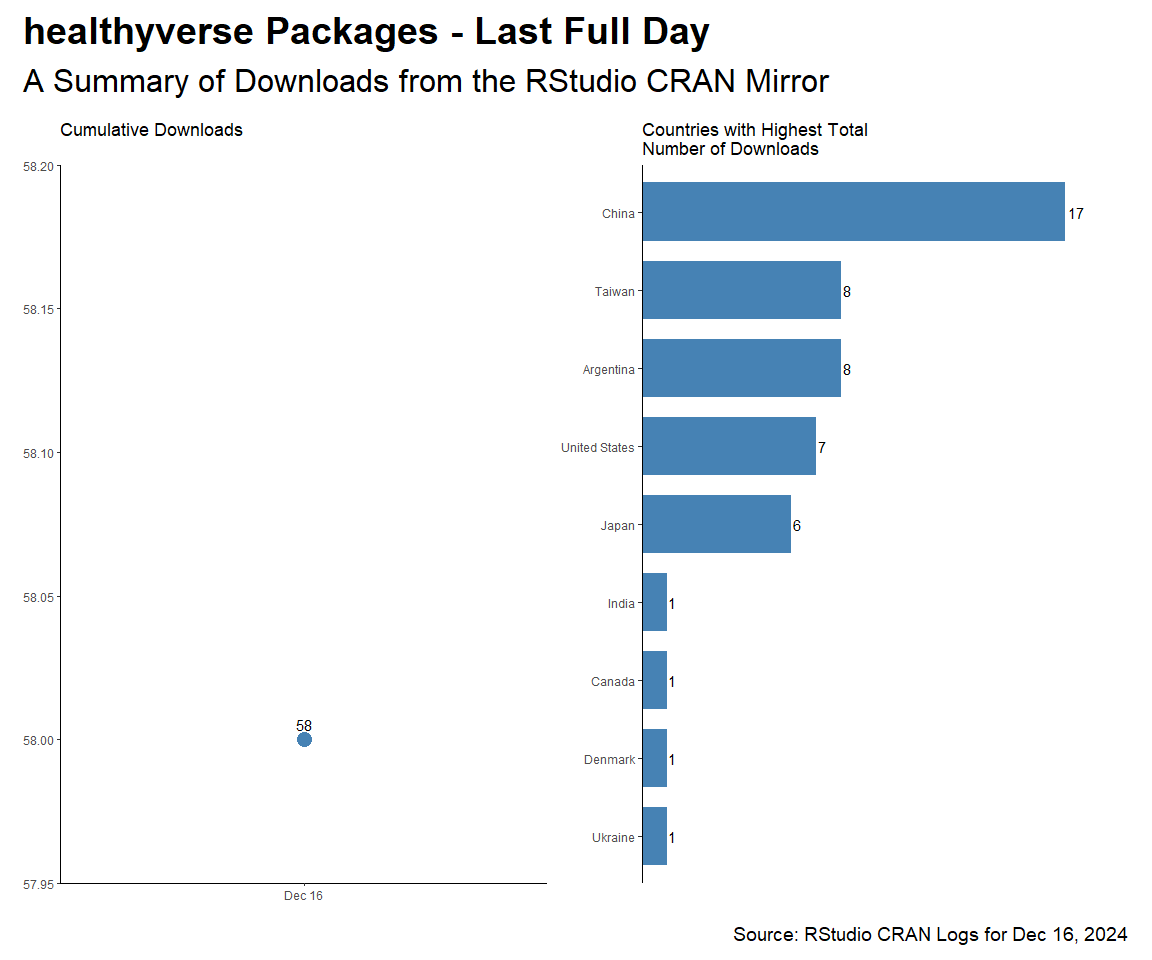 healthyverse Packages - Last Full Day
A Summary of Downloads from the RStudio CRAN Mirror
Cumulative Downloads
58.20
58.15
58.10
58.05
58.00
57.95
58
Dec 16
Countries with Highest Total
Number of Downloads
China 17
Taiwan 8
Argentina 8
United States 7
Japan 6
India 1
Canada 1
Denmark 1
Ukraine 1
Source: RStudio CRAN Logs for Dec 16, 2024